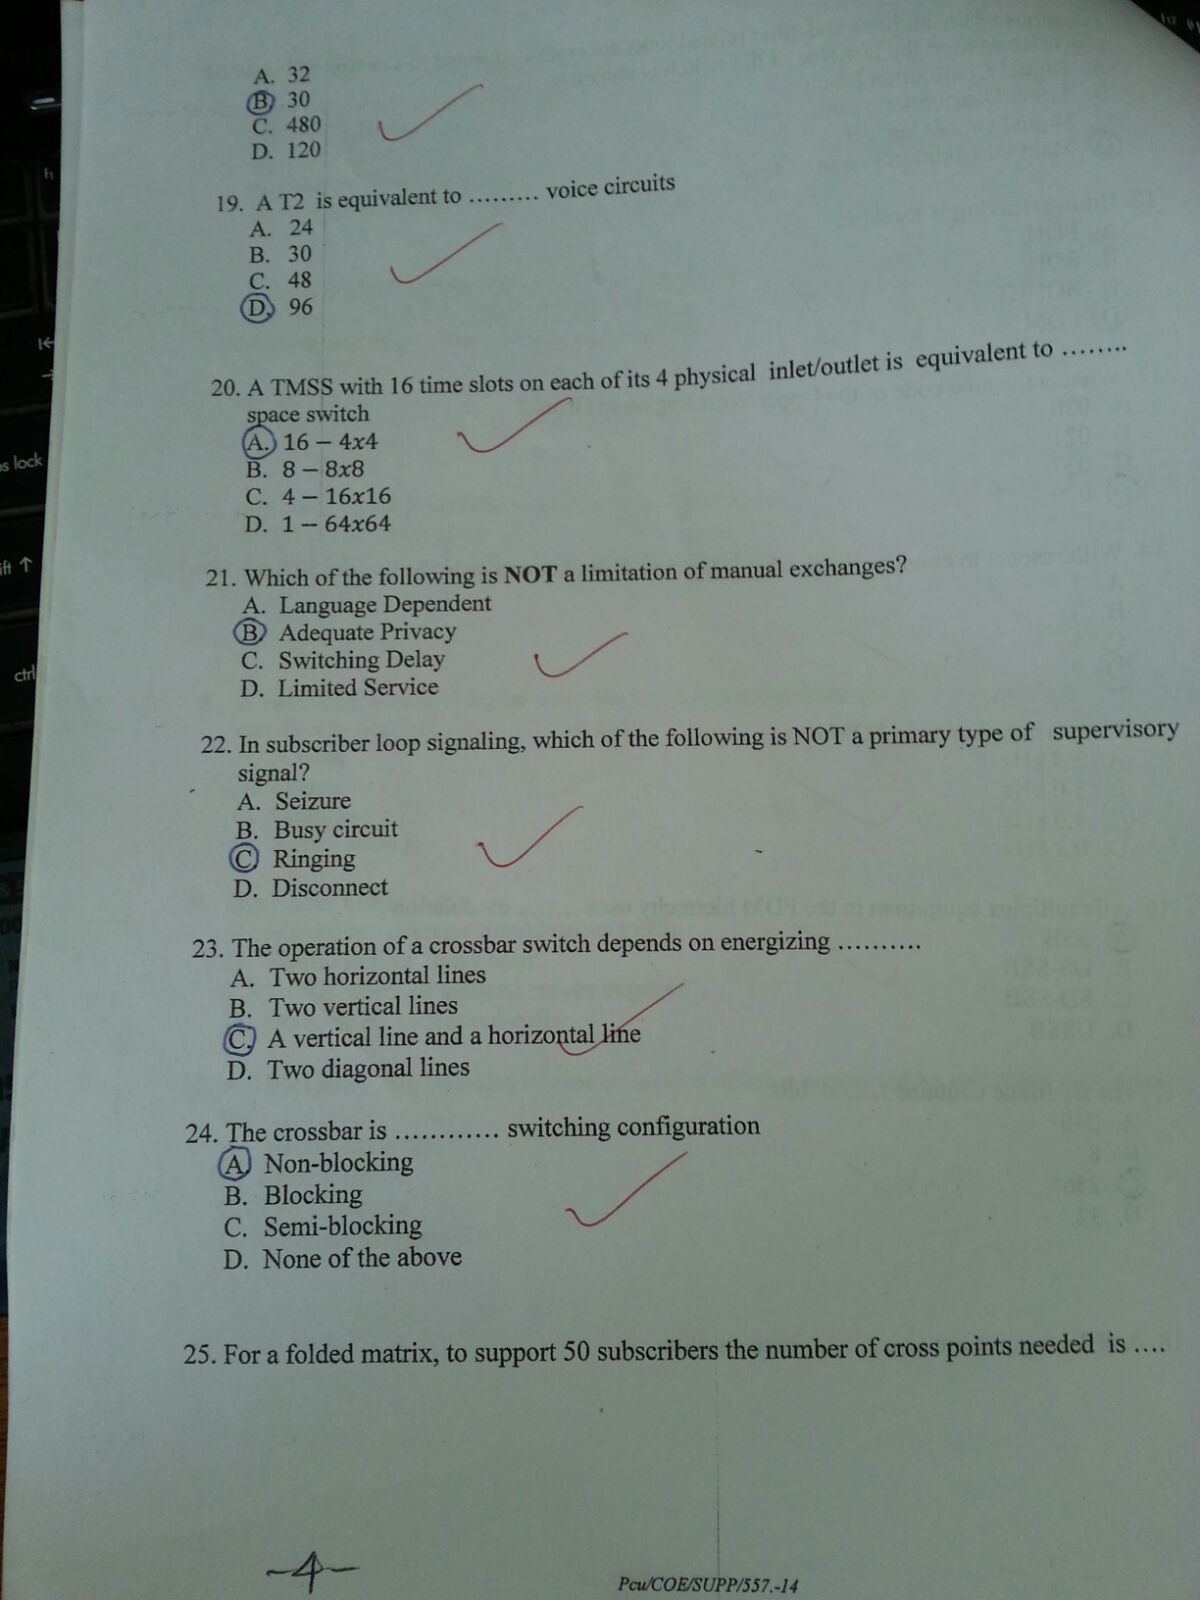 A. 32
B. 30
C. 480
D. 120
19. A T2 is equivalent to ......... voice circuits
A. 24
B. 30
C. 48
D. 96
20. A TMSS with 16 time slots on each of its 4 physical inlet/outlet is equivalent to ........
space switch
A. 16 – 4x4
B. 8 – 8x8
C. 4 – 16x16
D. 1 – 64x64
21. Which of the following is NOT a limitation of manual exchanges?
A. Language Dependent
B. Adequate Privacy
C. Switching Delay
D. Limited Service
22. In subscriber loop signaling, which of the following is NOT a primary type of supervisory
signal?
A. Seizure
B. Busy circuit
C. Ringing
D. Disconnect
23. The operation of a crossbar switch depends on energizing ..........
A. Two horizontal lines
B. Two vertical lines
C. A vertical line and a horizontal line
D. Two diagonal lines
24. The crossbar is ............ switching configuration
A. Non-blocking
B. Blocking
C. Semi-blocking
D. None of the above
25. For a folded matrix, to support 50 subscribers the number of cross points needed is ....
-4-
Pcu/COE/SUPP/557.-14
ctrl